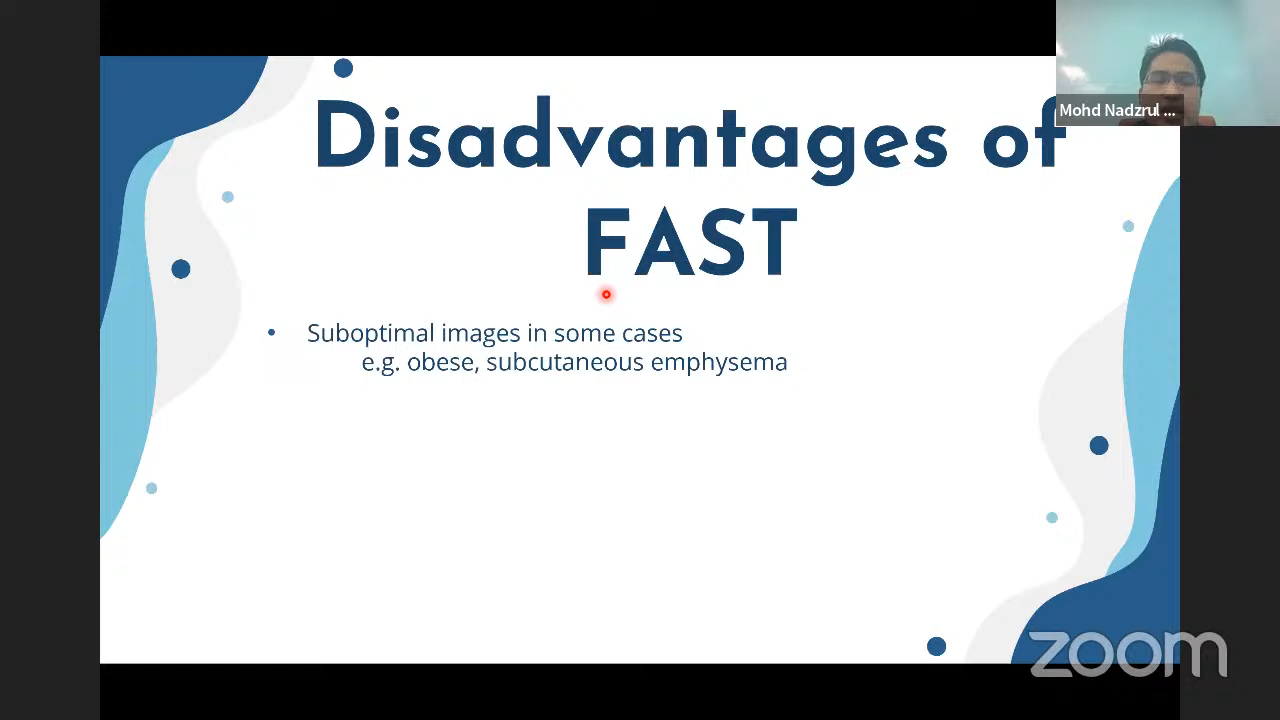 Disadvantages of
FAST
• Suboptimal images in some cases
e.g. obese, subcutaneous emphysema
Mohd Nadzrul ...
zoom